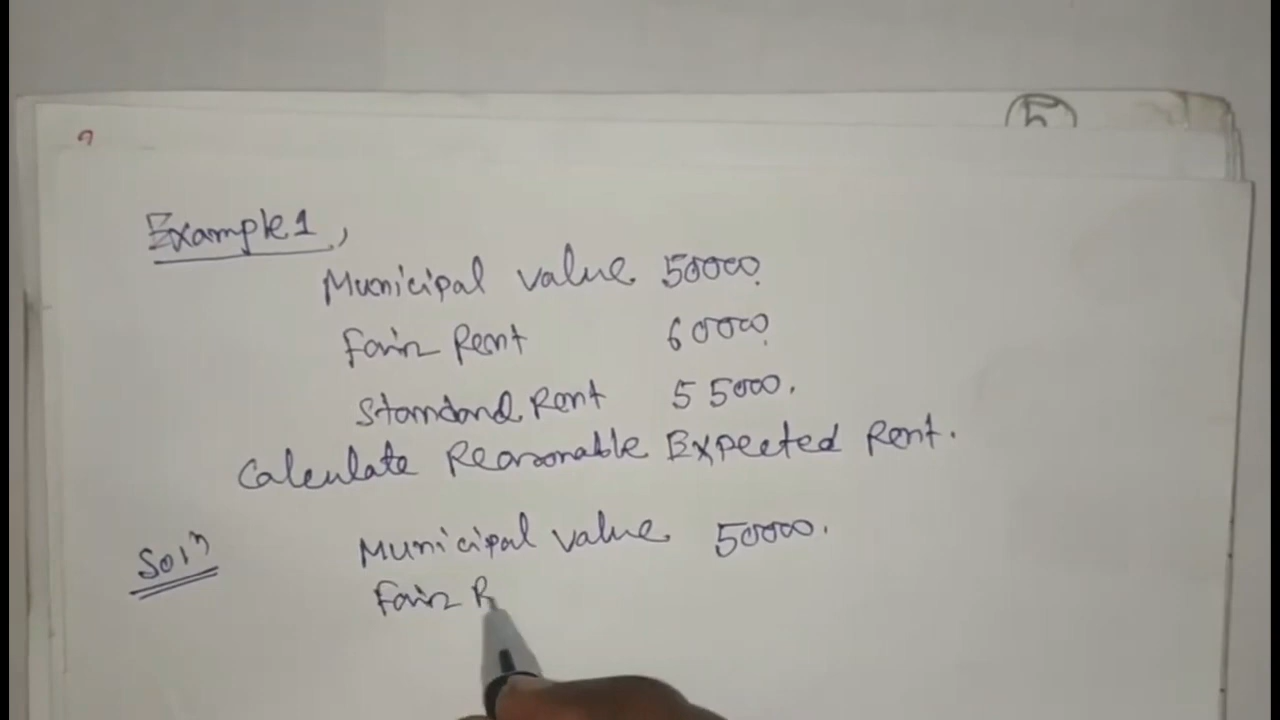 5
Example 1,
Municipal value 50000.
Fair Rent 60000.
Standard Rent 55000.
Calculate Reasonable Expected Rent.
Solⁿ Municipal value 50000.
Fair R